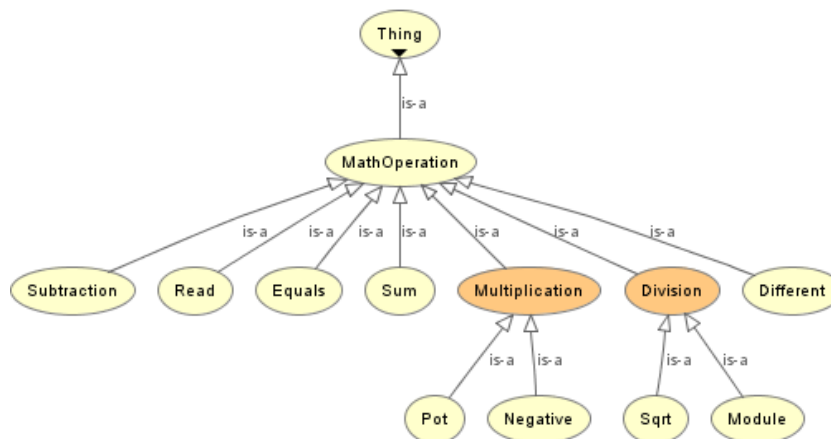 Thing
is-a
MathOperation
is-a
is-a
is-a
is-a
is-a
is-a
is-a
Subtraction
Read
Equals
Sum
Multiplication
Division
Different
is-a
is-a
is-a
is-a
Pot
Negative
Sqrt
Module